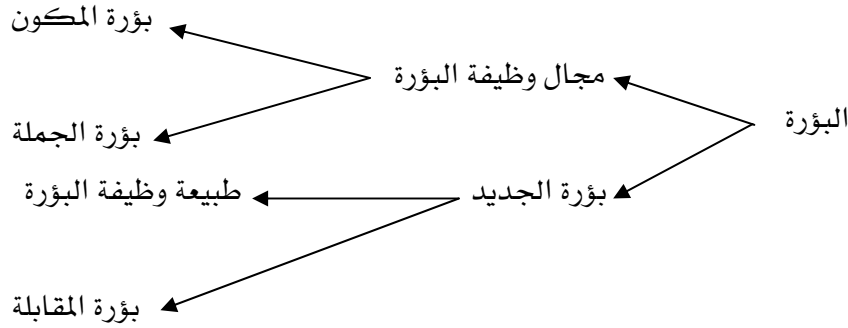 بؤرة المكون
مجال وظيفة البؤرة
البؤرة
بؤرة الجملة
بؤرة الجديد
طبيعة وظيفة البؤرة
بؤرة المقابلة